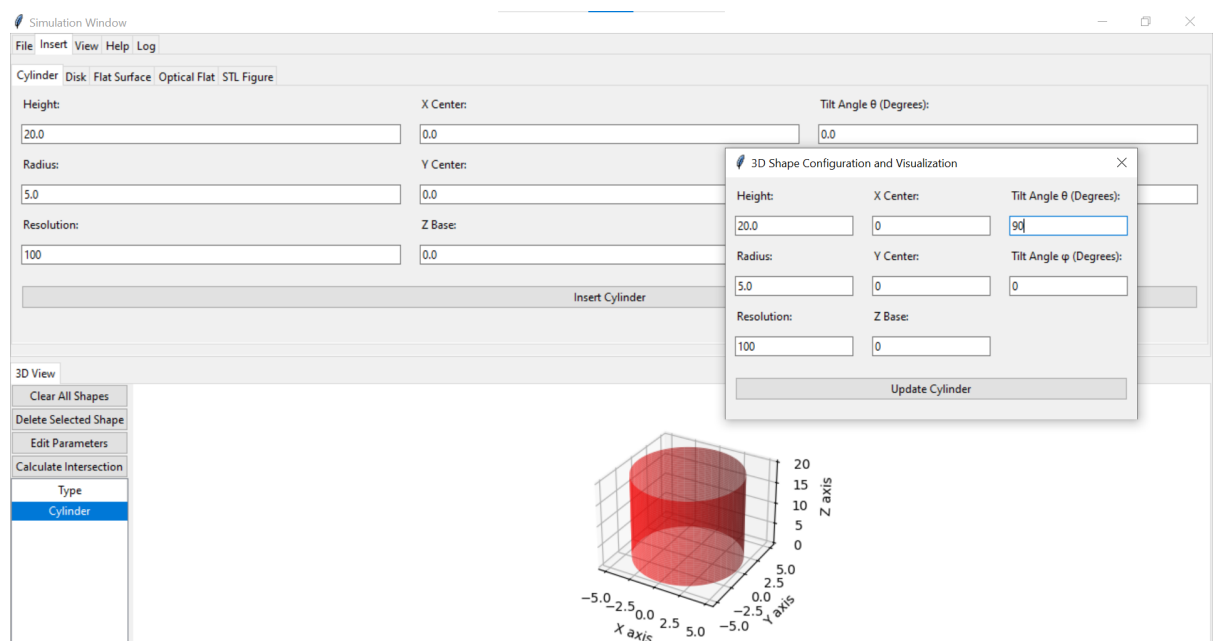 Simulation Window
File Insert View Help Log
Cylinder Disk Flat Surface Optical Flat STL Figure
Height: X Center: Tilt Angle θ (Degrees):
20.0 0.0 0.0
Radius: Y Center:
5.0 0.0
Resolution: Z Base:
100 0.0
Insert Cylinder
3D Shape Configuration and Visualization
Height: X Center: Tilt Angle θ (Degrees):
20.0 0 90
Radius: Y Center: Tilt Angle φ (Degrees):
5.0 0 0
Resolution: Z Base:
100 0
Update Cylinder
3D View
Clear All Shapes
Delete Selected Shape
Edit Parameters
Calculate Intersection
Type
Cylinder
20
15
10
5
0
Z axis
5.0
2.5
0.0
−2.5
−5.0
Y axis
−5.0
−2.5
0.0
2.5
5.0
X axis